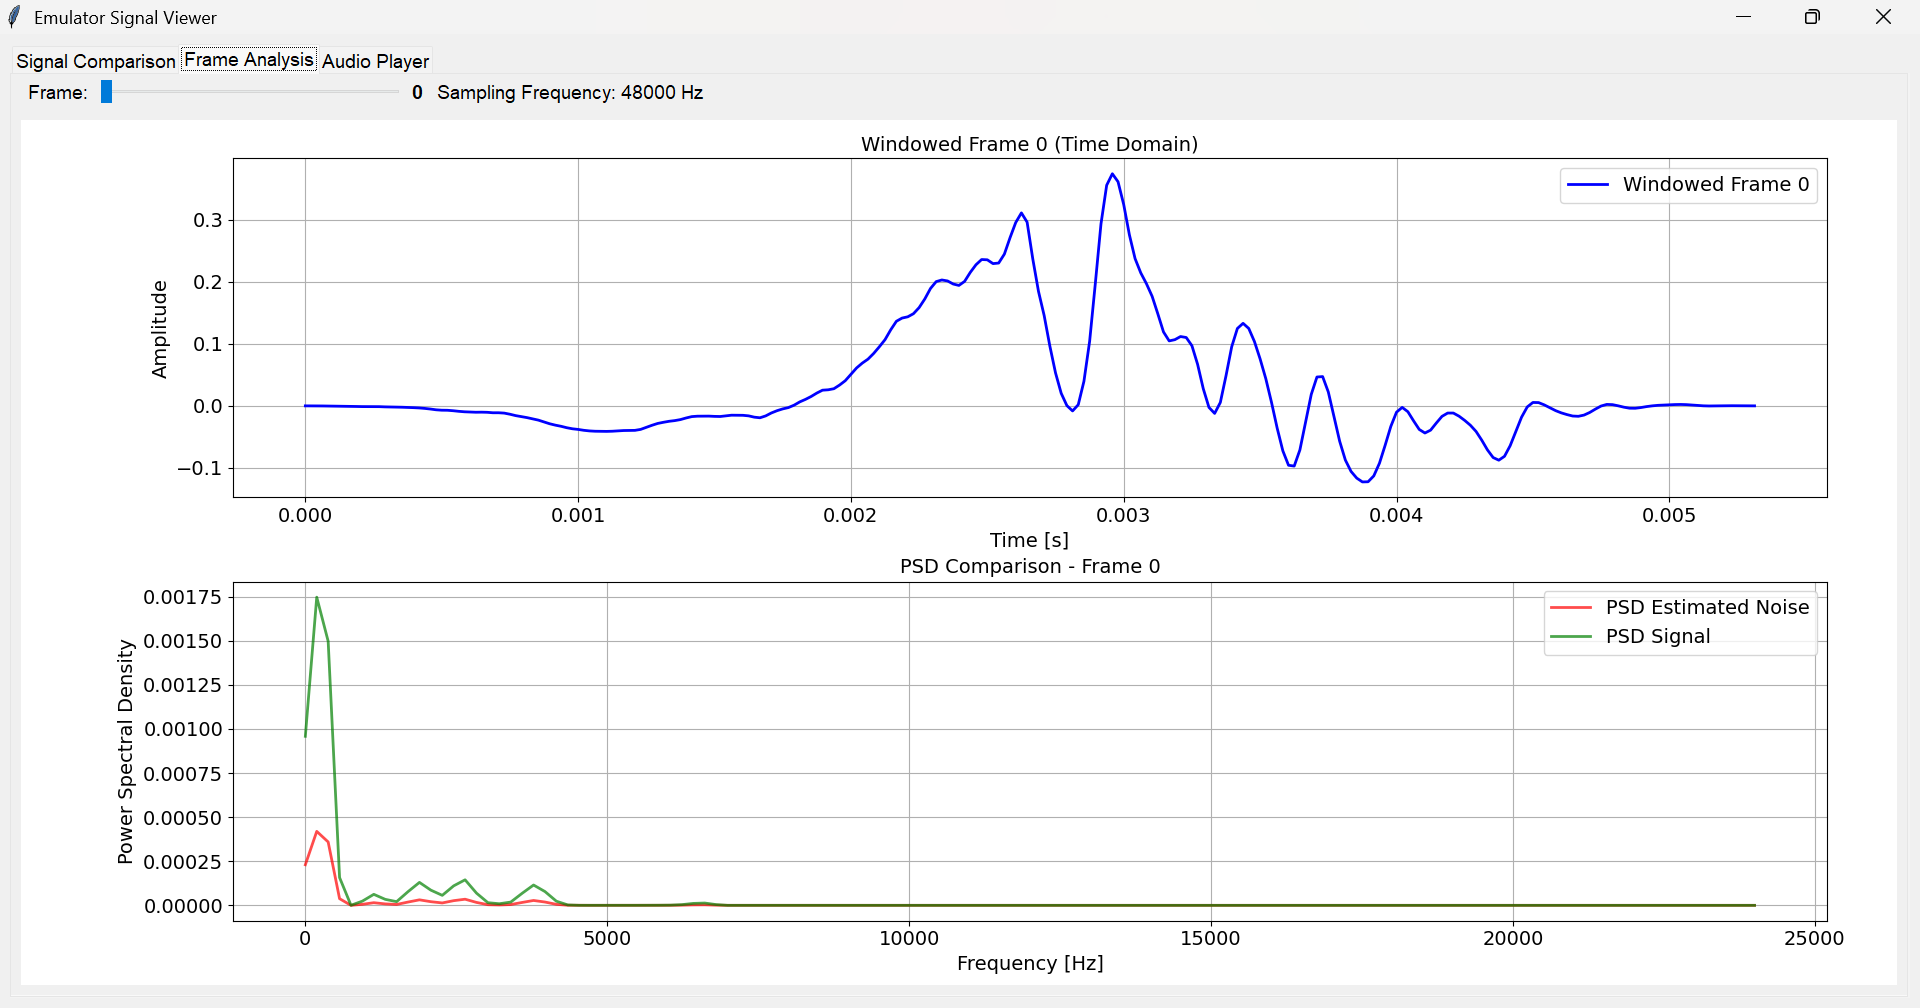 Emulator Signal Viewer
Signal Comparison Frame Analysis Audio Player
Frame: 0 Sampling Frequency: 48000 Hz
Windowed Frame 0 (Time Domain)
Windowed Frame 0
0.3
0.2
0.1
0.0
−0.1
Amplitude
0.000 0.001 0.002 0.003 0.004 0.005
Time [s]
PSD Comparison - Frame 0
PSD Estimated Noise
PSD Signal
0.00175
0.00150
0.00125
0.00100
0.00075
0.00050
0.00025
0.00000
Power Spectral Density
0 5000 10000 15000 20000 25000
Frequency [Hz]